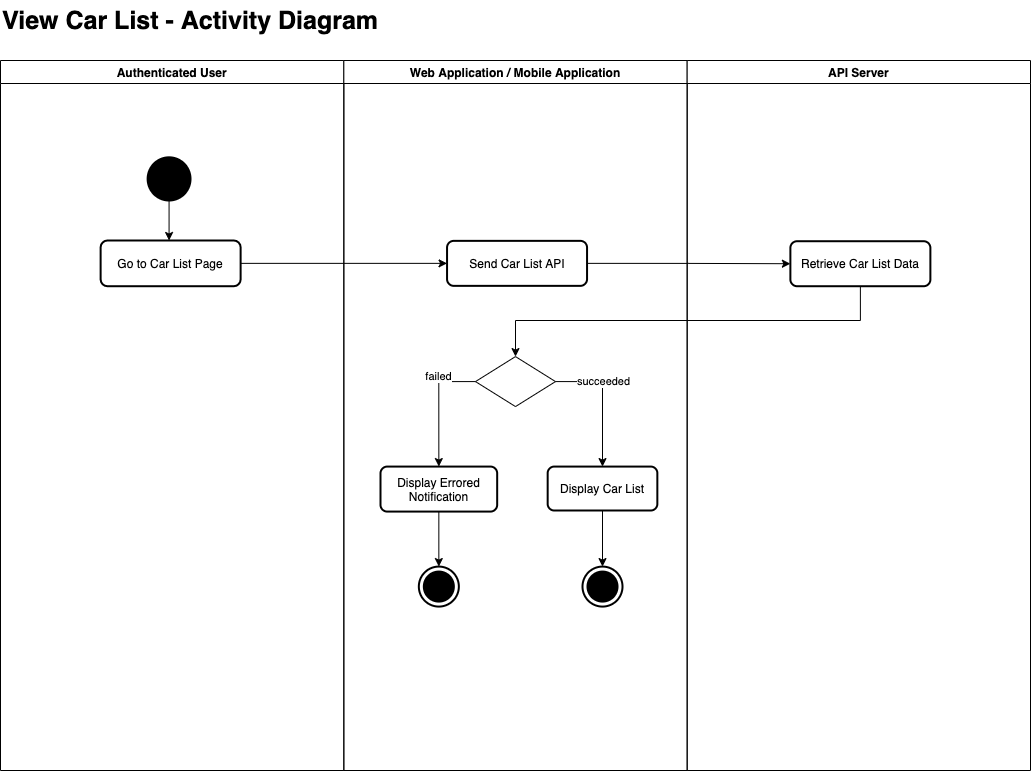 View Car List - Activity Diagram
Authenticated User
Web Application / Mobile Application
API Server
Go to Car List Page
Send Car List API
Retrieve Car List Data
failed
succeeded
Display Errored
Notification
Display Car List